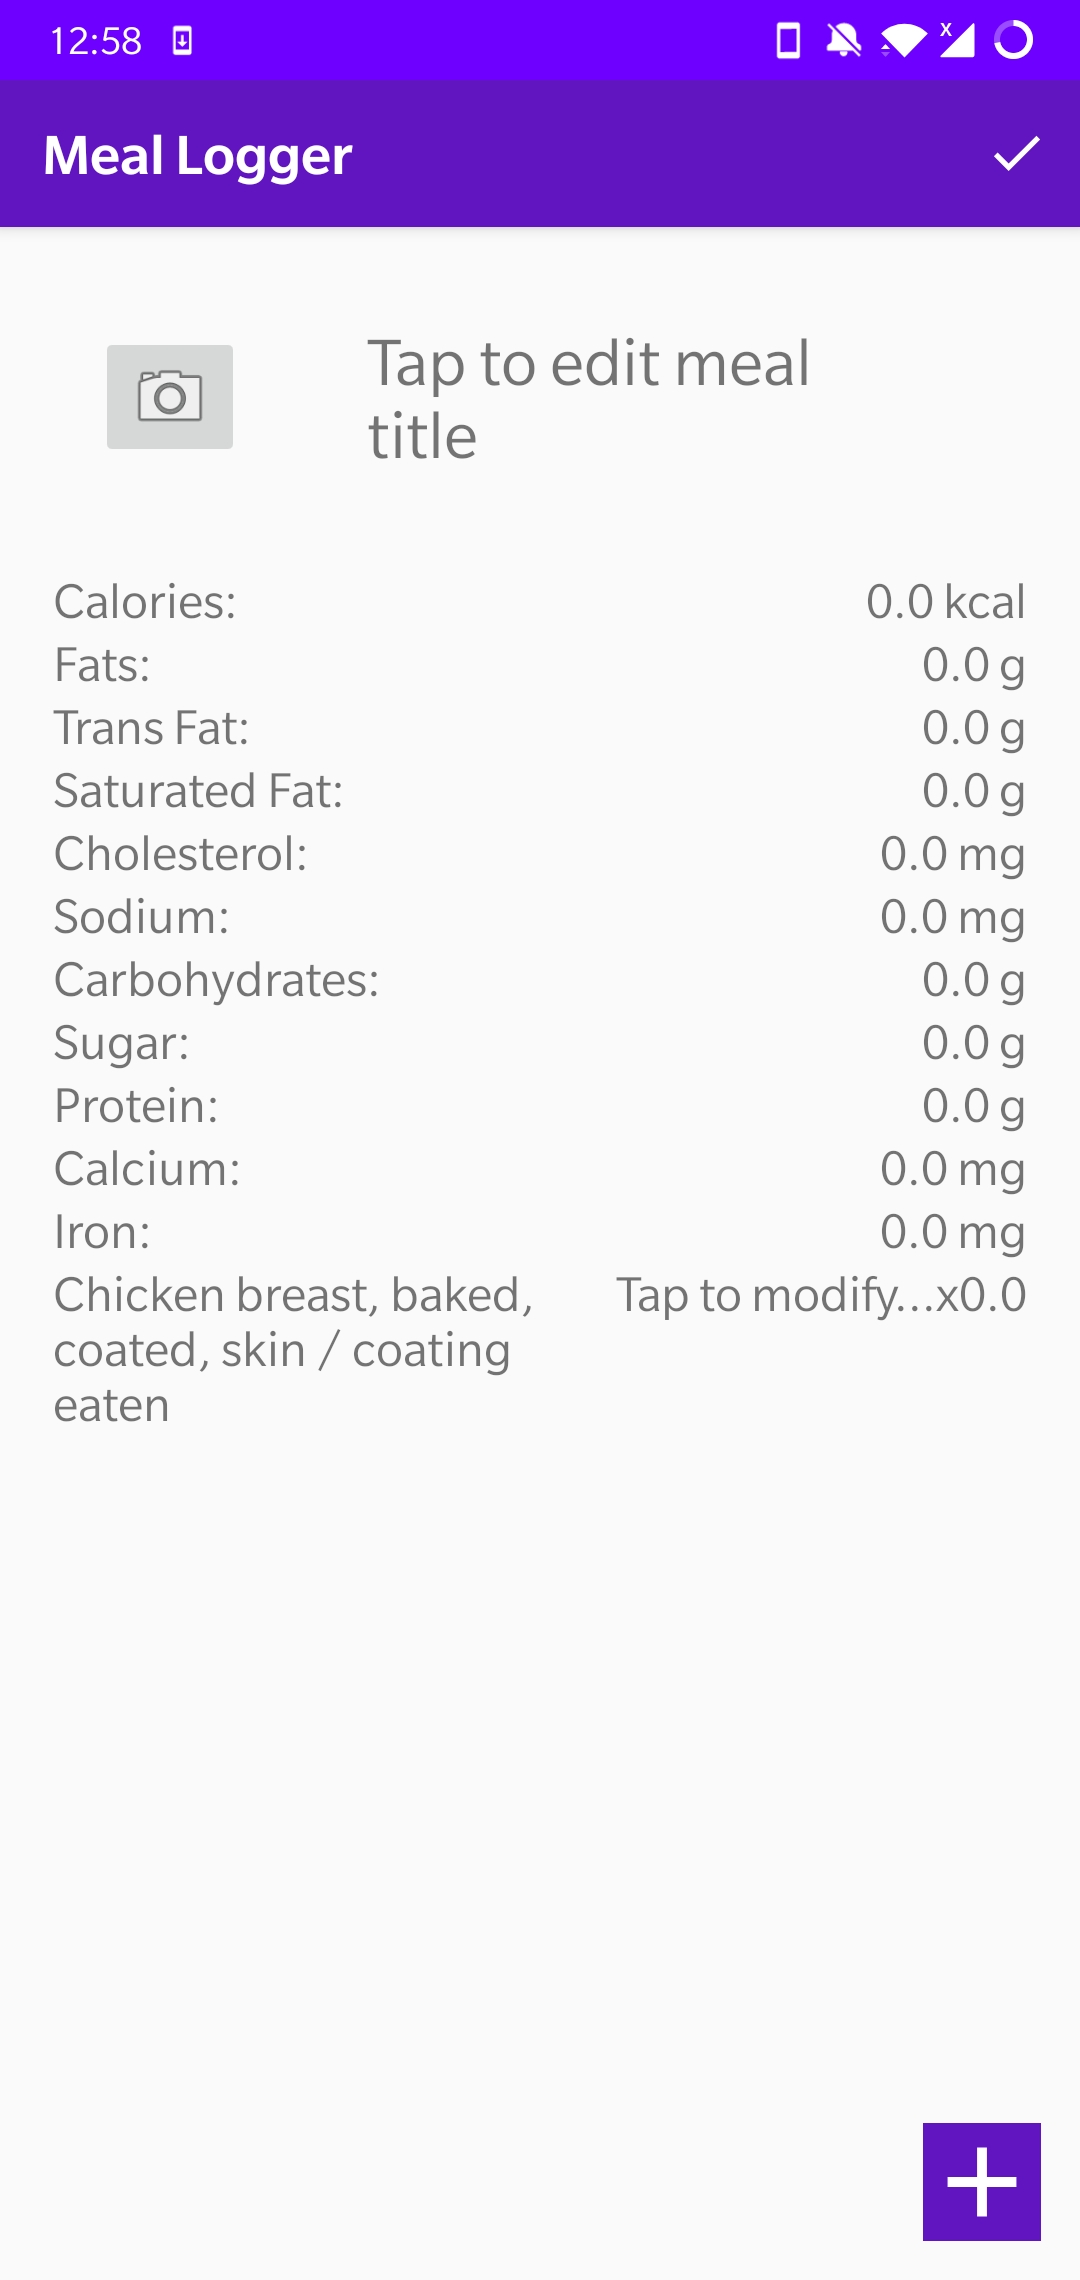 12:58
Meal Logger
Tap to edit meal
title
Calories: 0.0 kcal
Fats: 0.0 g
Trans Fat: 0.0 g
Saturated Fat: 0.0 g
Cholesterol: 0.0 mg
Sodium: 0.0 mg
Carbohydrates: 0.0 g
Sugar: 0.0 g
Protein: 0.0 g
Calcium: 0.0 mg
Iron: 0.0 mg
Chicken breast, baked, Tap to modify...x0.0
coated, skin / coating
eaten